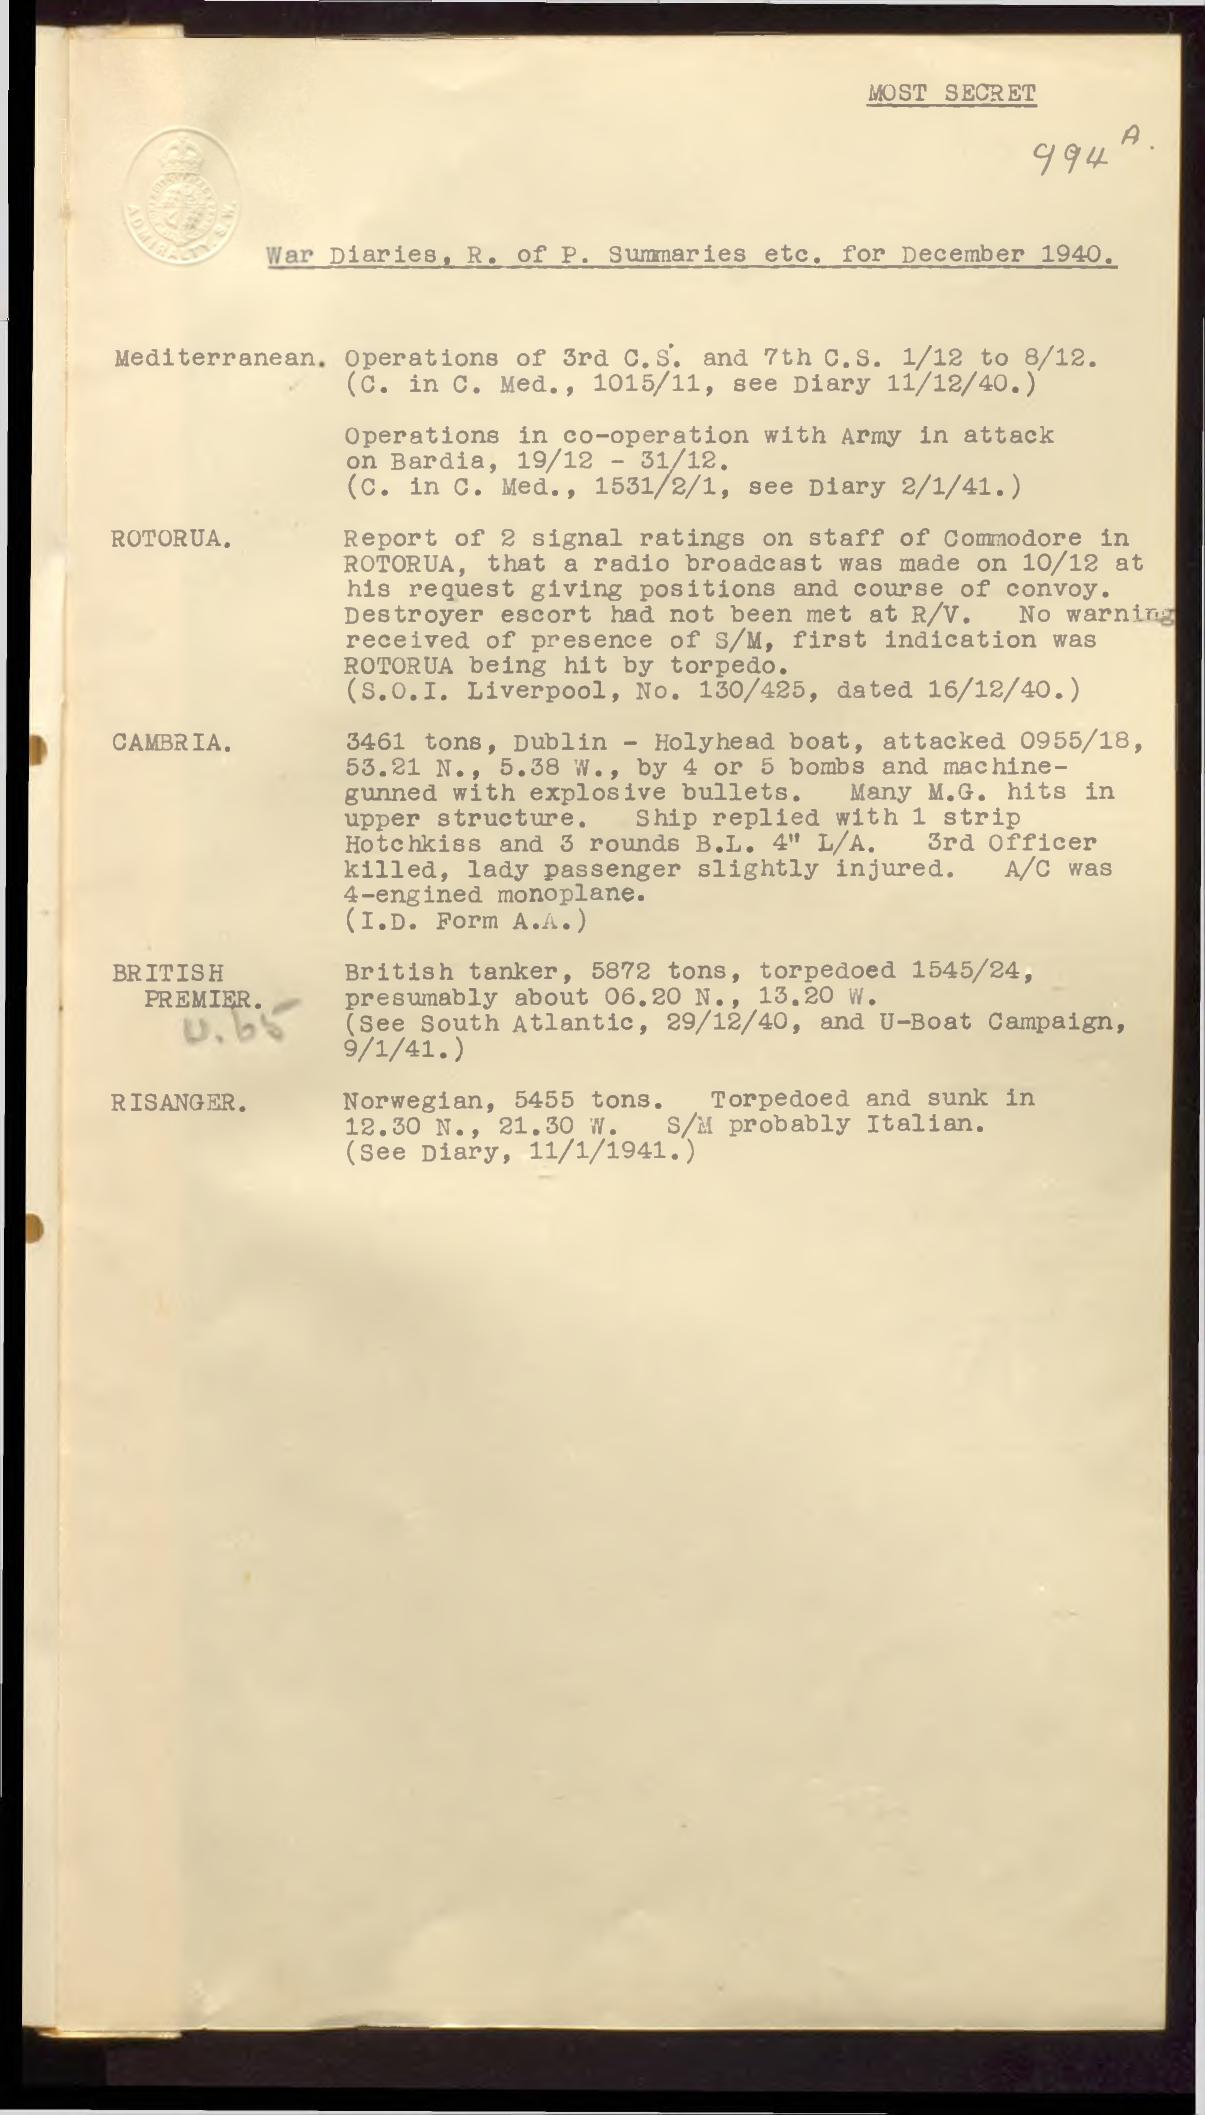 MOST SECRET
994 A.
ADMIRALTY. S.W.
War Diaries, R. of P. Summaries etc. for December 1940.
Mediterranean. Operations of 3rd C.S. and 7th C.S. 1/12 to 8/12.
(C. in C. Med., 1015/11, see Diary 11/12/40.)
Operations in co-operation with Army in attack
on Bardia, 19/12 - 31/12.
(C. in C. Med., 1531/2/1, see Diary 2/1/41.)
ROTORUA. Report of 2 signal ratings on staff of Commodore in
ROTORUA, that a radio broadcast was made on 10/12 at
his request giving positions and course of convoy.
Destroyer escort had not been met at R/V. No warning
received of presence of S/M, first indication was
ROTORUA being hit by torpedo.
(S.O.I. Liverpool, No. 130/425, dated 16/12/40.)
CAMBRIA. 3461 tons, Dublin - Holyhead boat, attacked 0955/18,
53.21 N., 5.38 W., by 4 or 5 bombs and machine-
gunned with explosive bullets. Many M.G. hits in
upper structure. Ship replied with 1 strip
Hotchkiss and 3 rounds B.L. 4" L/A. 3rd Officer
killed, lady passenger slightly injured. A/C was
4-engined monoplane.
(I.D. Form A.A.)
BRITISH British tanker, 5872 tons, torpedoed 1545/24,
PREMIER. presumably about 06.20 N., 13.20 W.
U.65 (See South Atlantic, 29/12/40, and U-Boat Campaign,
9/1/41.)
RISANGER. Norwegian, 5455 tons. Torpedoed and sunk in
12.30 N., 21.30 W. S/M probably Italian.
(See Diary, 11/1/1941.)